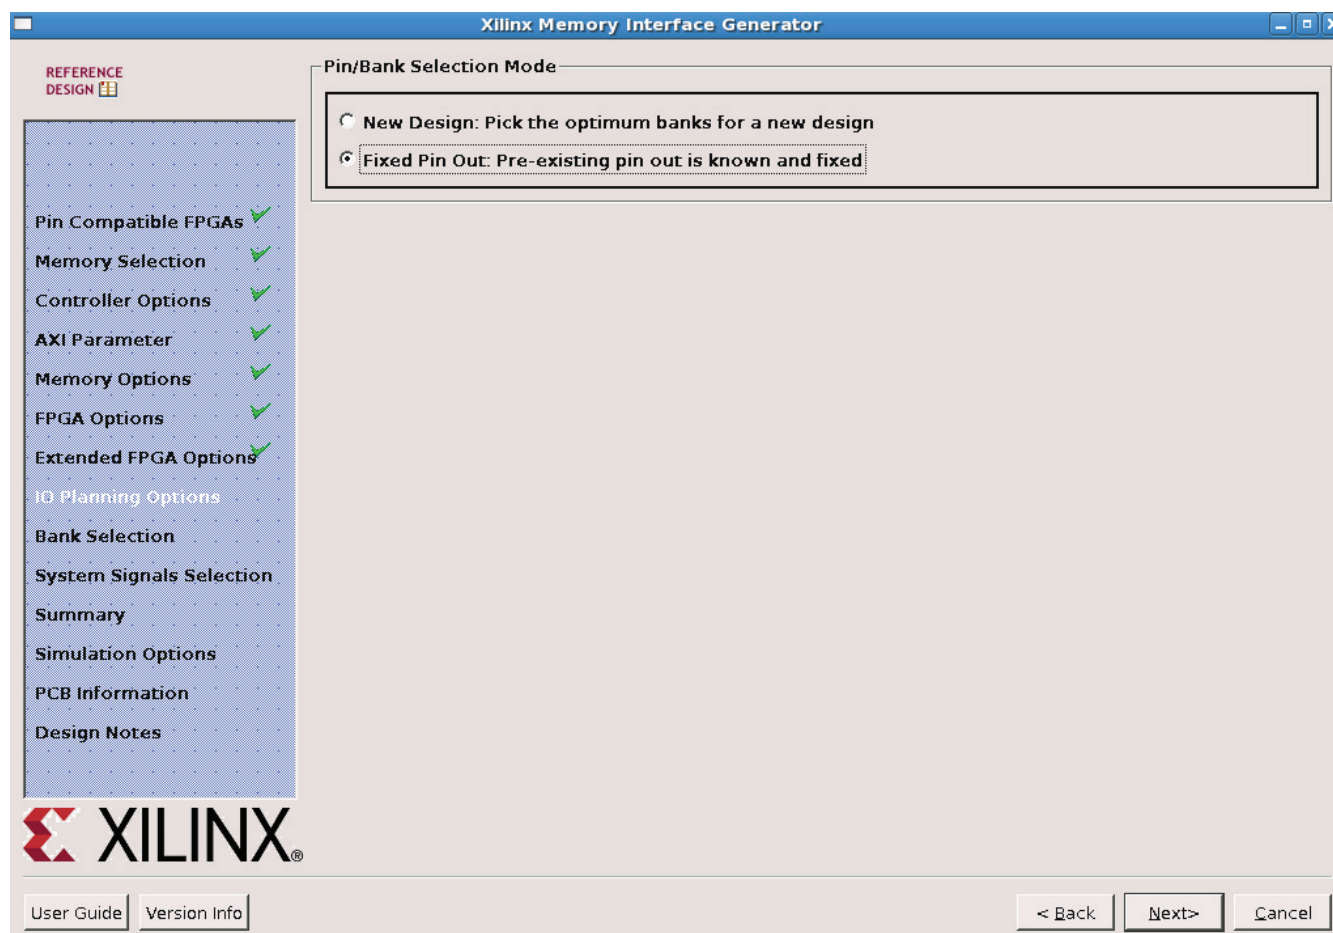 Xilinx Memory Interface Generator
REFERENCE
DESIGN
Pin/Bank Selection Mode
New Design: Pick the optimum banks for a new design
Fixed Pin Out: Pre-existing pin out is known and fixed
Pin Compatible FPGAs
Memory Selection
Controller Options
AXI Parameter
Memory Options
FPGA Options
Extended FPGA Options
IO Planning Options
Bank Selection
System Signals Selection
Summary
Simulation Options
PCB Information
Design Notes
XILINX®
User Guide
Version Info
< Back
Next>
Cancel